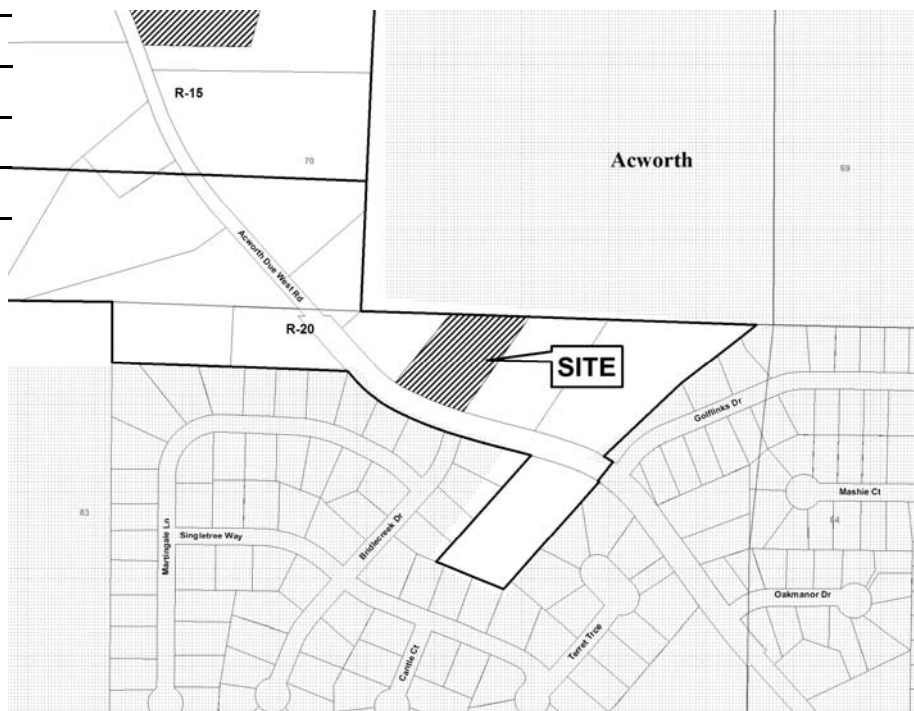 R-15
70
Acworth
69
Acworth Due West Rd
R-20
SITE
Golflinks Dr
Mashie Ct
83
84
Martingale Ln
Singletree Way
Bridlecreek Dr
Oakmanor Dr
Terret Trce
Cantle Ct